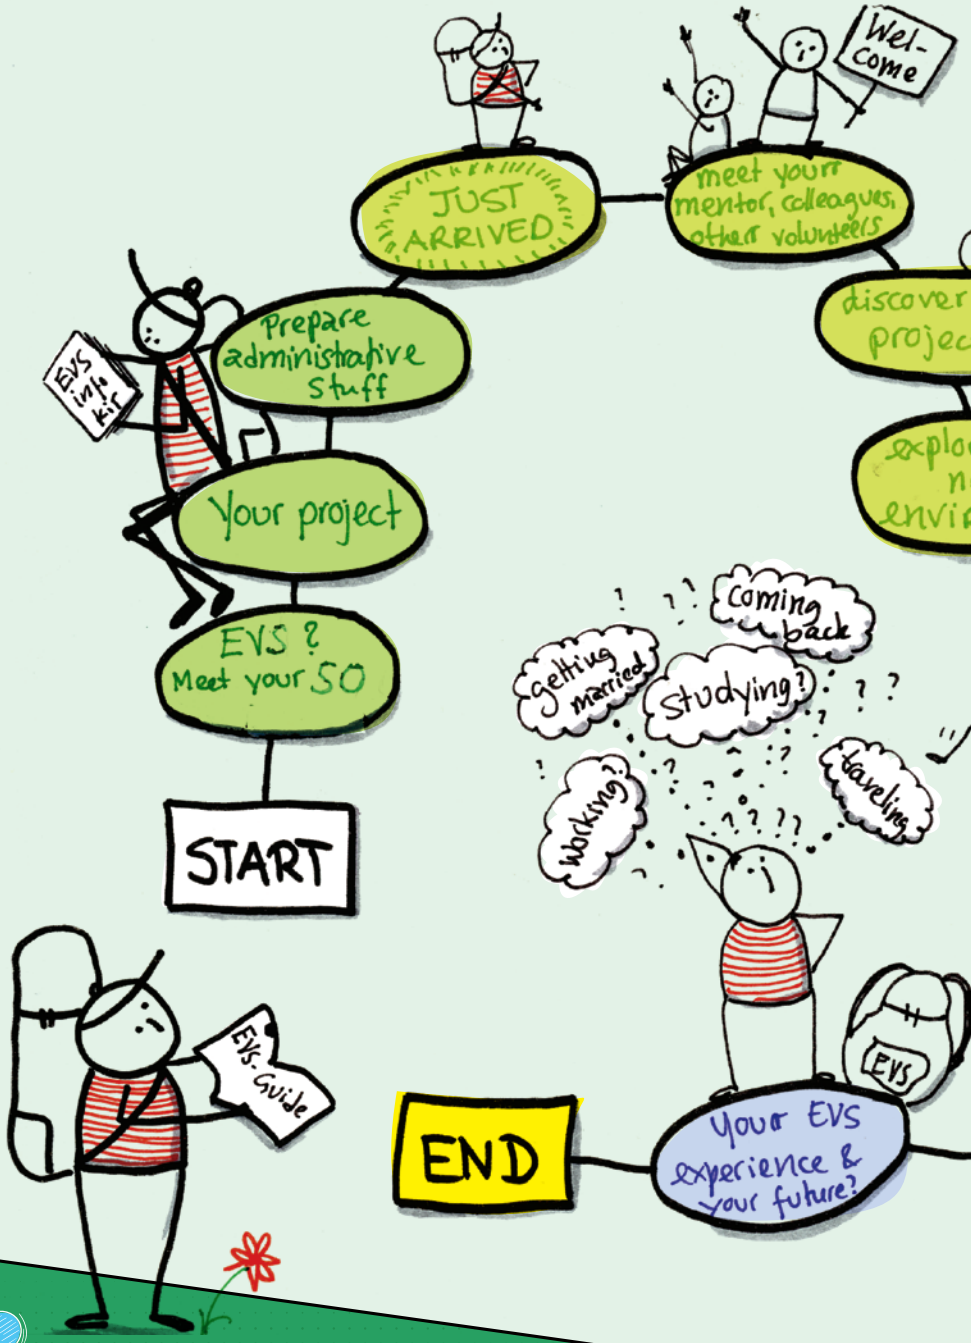 Wel-
come
JUST
ARRIVED
meet your
mentor, colleagues,
other volunteers
discover
projec
Prepare
administrative
Stuff
EVS
info
kit
explo
n
envir
Your project
EVS ?
Meet your SO
START
coming
back
getting
married
Studying?
Working?
traveling
EVS-Guide
EVS
END
Your EVS
experience &
your future?